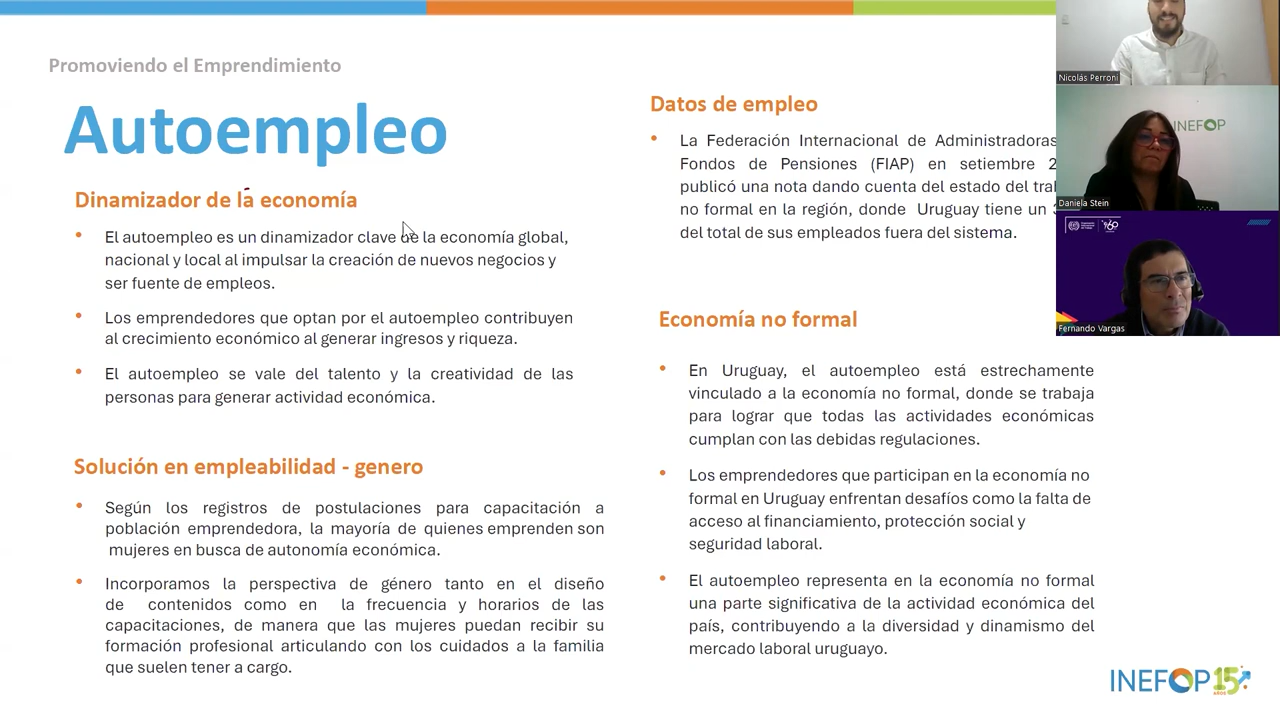 Promoviendo el Emprendimiento
Autoempleo
Dinamizador de la economía
• El autoempleo es un dinamizador clave de la economía global,
nacional y local al impulsar la creación de nuevos negocios y
ser fuente de empleos.
• Los emprendedores que optan por el autoempleo contribuyen
al crecimiento económico al generar ingresos y riqueza.
• El autoempleo se vale del talento y la creatividad de las
personas para generar actividad económica.
Solución en empleabilidad - genero
• Según los registros de postulaciones para capacitación a
población emprendedora, la mayoría de quienes emprenden son
mujeres en busca de autonomía económica.
• Incorporamos la perspectiva de género tanto en el diseño
de contenidos como en la frecuencia y horarios de las
capacitaciones, de manera que las mujeres puedan recibir su
formación profesional articulando con los cuidados a la familia
que suelen tener a cargo.
Datos de empleo
• La Federación Internacional de Administradoras
Fondos de Pensiones (FIAP) en setiembre
publicó una nota dando cuenta del estado del
no formal en la región, donde Uruguay tiene un
del total de sus empleados fuera del sistema.
Economía no formal
• En Uruguay, el autoempleo está estrechamente
vinculado a la economía no formal, donde se trabaja
para lograr que todas las actividades económicas
cumplan con las debidas regulaciones.
• Los emprendedores que participan en la economía no
formal en Uruguay enfrentan desafíos como la falta de
acceso al financiamiento, protección social y
seguridad laboral.
• El autoempleo representa en la economía no formal
una parte significativa de la actividad económica del
país, contribuyendo a la diversidad y dinamismo del
mercado laboral uruguayo.
Nicolás Perroni
INEFOP
Daniela Stein
Fernando Vargas
INEFOP 15